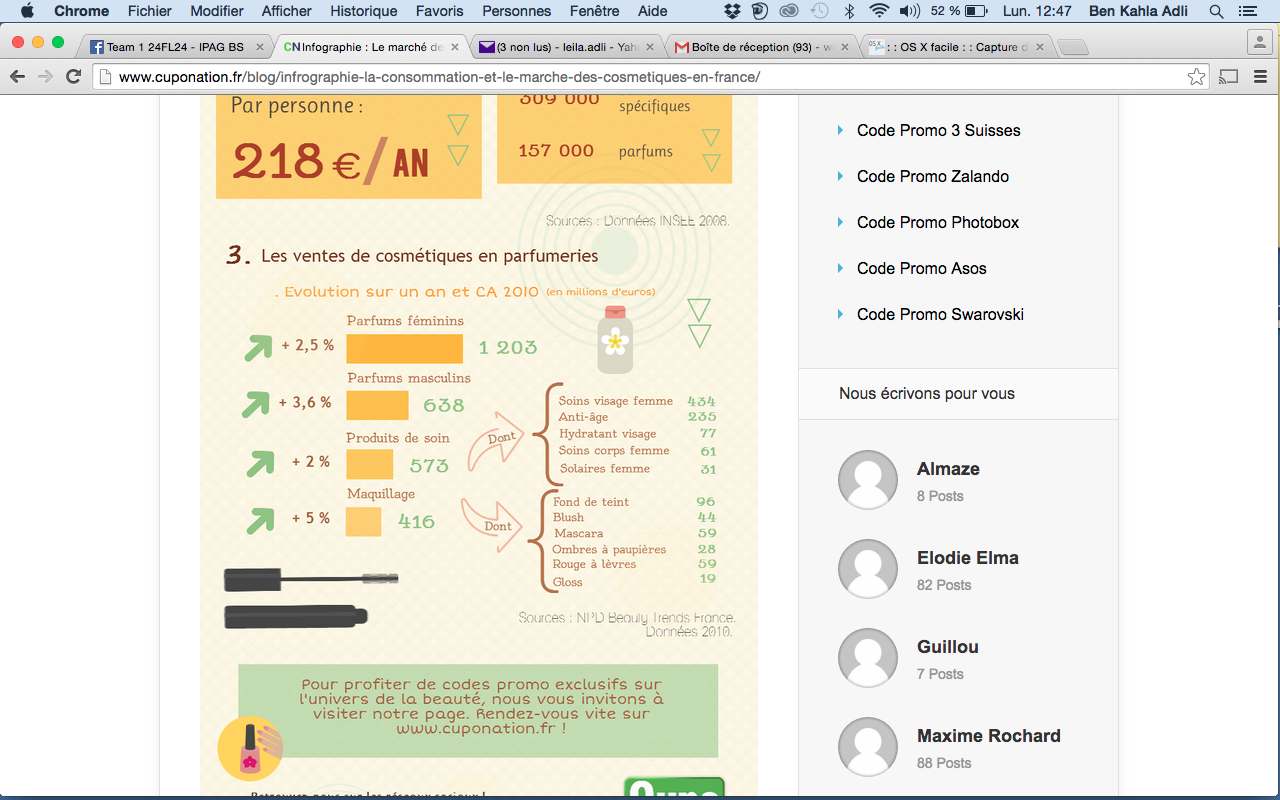 Chrome Fichier Modifier Afficher Historique Favoris Personnes Fenêtre Aide 52 % Lun. 12:47 Ben Kahla Adli
Team 1 24FL24 - IPAG BS
CN Infographie : Le marché de
(3 non lus) - leila.adli - Yaho
Boîte de réception (93) -
: : OS X facile : : Capture d
www.cuponation.fr/blog/infrographie-la-consommation-et-le-marche-des-cosmetiques-en-france/
Par personne :
218 €/AN
309 000 spécifiques
157 000 parfums
Sources : Données INSEE 2008.
3. Les ventes de cosmétiques en parfumeries
. Evolution sur un an et CA 2010 (en millions d'euros)
Parfums féminins
+ 2,5 % 1 203
Parfums masculins
+ 3,6 % 638
Produits de soin
+ 2 % 573
Maquillage
+ 5 % 416
Dont
Soins visage femme 434
Anti-âge 235
Hydratant visage 77
Soins corps femme 61
Solaires femme 31
Dont
Fond de teint 96
Blush 44
Mascara 59
Ombres à paupières 28
Rouge à lèvres 59
Gloss 19
Sources : NPD Beauty Trends France.
Données 2010.
Pour profiter de codes promo exclusifs sur
l'univers de la beauté, nous vous invitons à
visiter notre page. Rendez-vous vite sur
www.cuponation.fr !
Retrouvez-nous sur les réseaux sociaux !
Code Promo 3 Suisses
Code Promo Zalando
Code Promo Photobox
Code Promo Asos
Code Promo Swarovski
Nous écrivons pour vous
Almaze
8 Posts
Elodie Elma
82 Posts
Guillou
7 Posts
Maxime Rochard
88 Posts